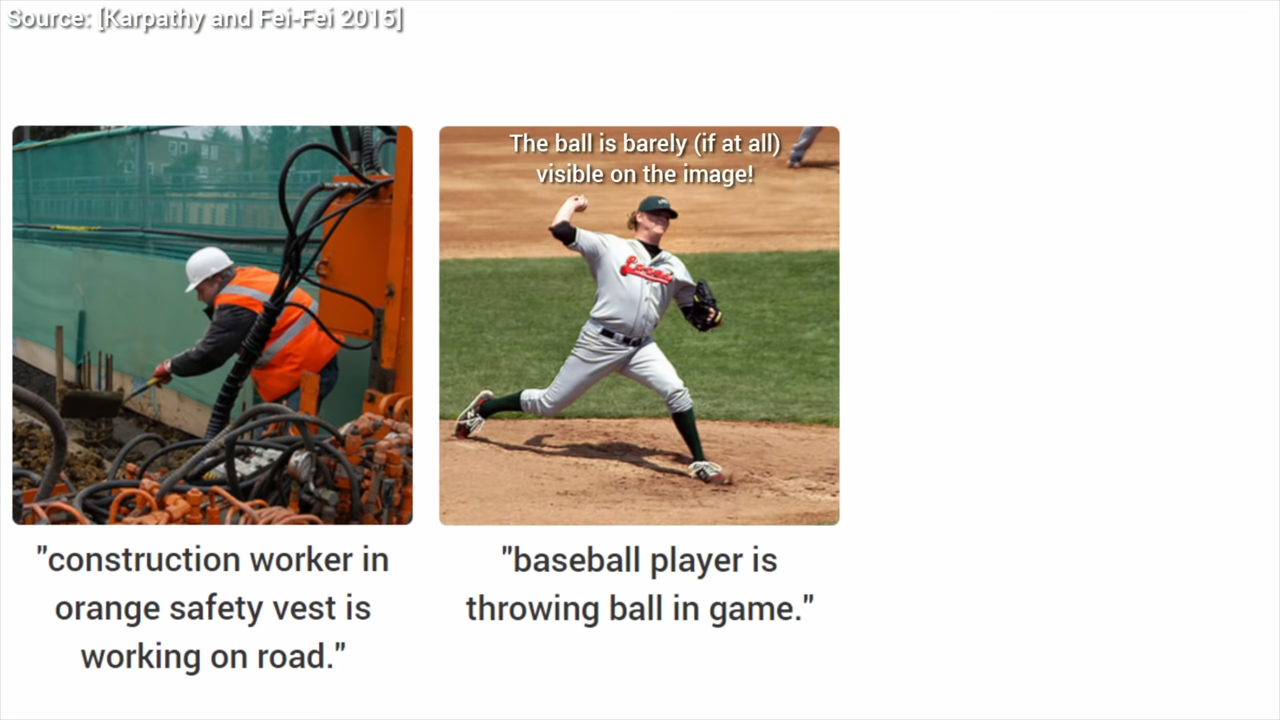 Source: [Karpathy and Fei-Fei 2015]
The ball is barely (if at all)
visible on the image!
"construction worker in
orange safety vest is
working on road."
"baseball player is
throwing ball in game."